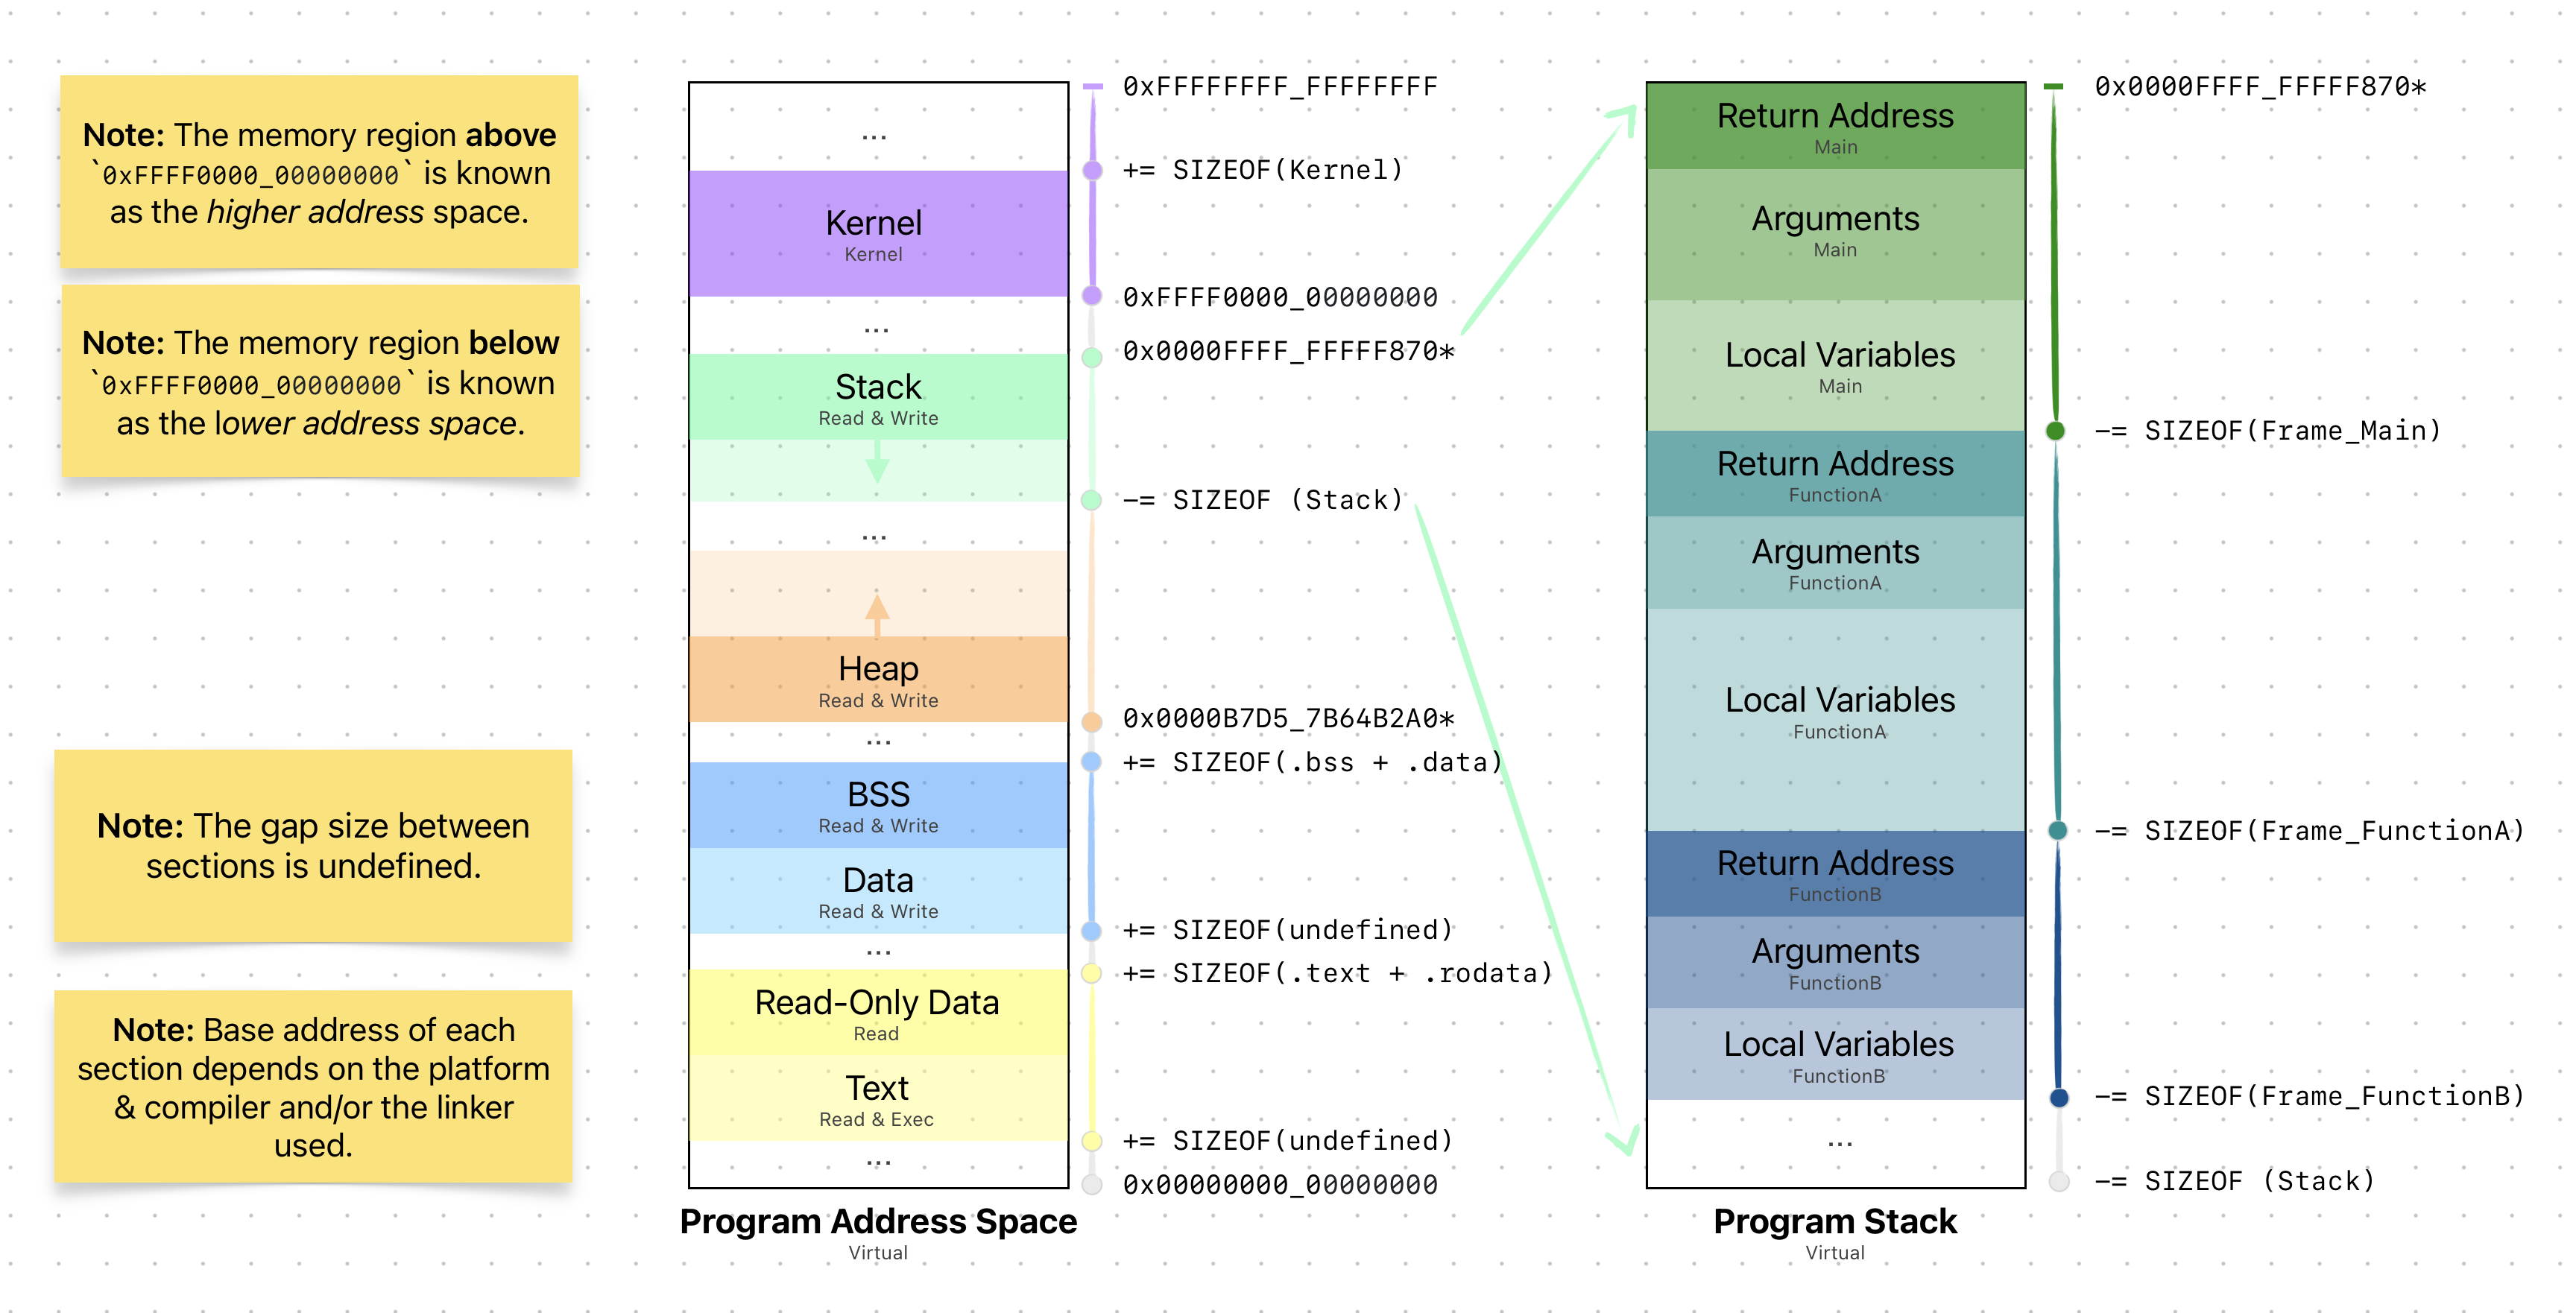 Note: The memory region above
`0xFFFF0000_00000000` is known
as the higher address space.
Note: The memory region below
`0xFFFF0000_00000000` is known
as the lower address space.
Note: The gap size between
sections is undefined.
Note: Base address of each
section depends on the platform
& compiler and/or the linker
used.
...
Kernel
Kernel
...
Stack
Read & Write
...
Heap
Read & Write
...
BSS
Read & Write
Data
Read & Write
...
Read-Only Data
Read
Text
Read & Exec
...
Program Address Space
Virtual
0xFFFFFFFF_FFFFFFFF
+= SIZEOF(Kernel)
0xFFFF0000_00000000
0x0000FFFF_FFFFF870*
-= SIZEOF (Stack)
0x0000B7D5_7B64B2A0*
+= SIZEOF(.bss + .data)
+= SIZEOF(undefined)
+= SIZEOF(.text + .rodata)
+= SIZEOF(undefined)
0x00000000_00000000
Return Address
Main
Arguments
Main
Local Variables
Main
Return Address
FunctionA
Arguments
FunctionA
Local Variables
FunctionA
Return Address
FunctionB
Arguments
FunctionB
Local Variables
FunctionB
...
Program Stack
Virtual
0x0000FFFF_FFFFF870*
-= SIZEOF(Frame_Main)
-= SIZEOF(Frame_FunctionA)
-= SIZEOF(Frame_FunctionB)
-= SIZEOF (Stack)